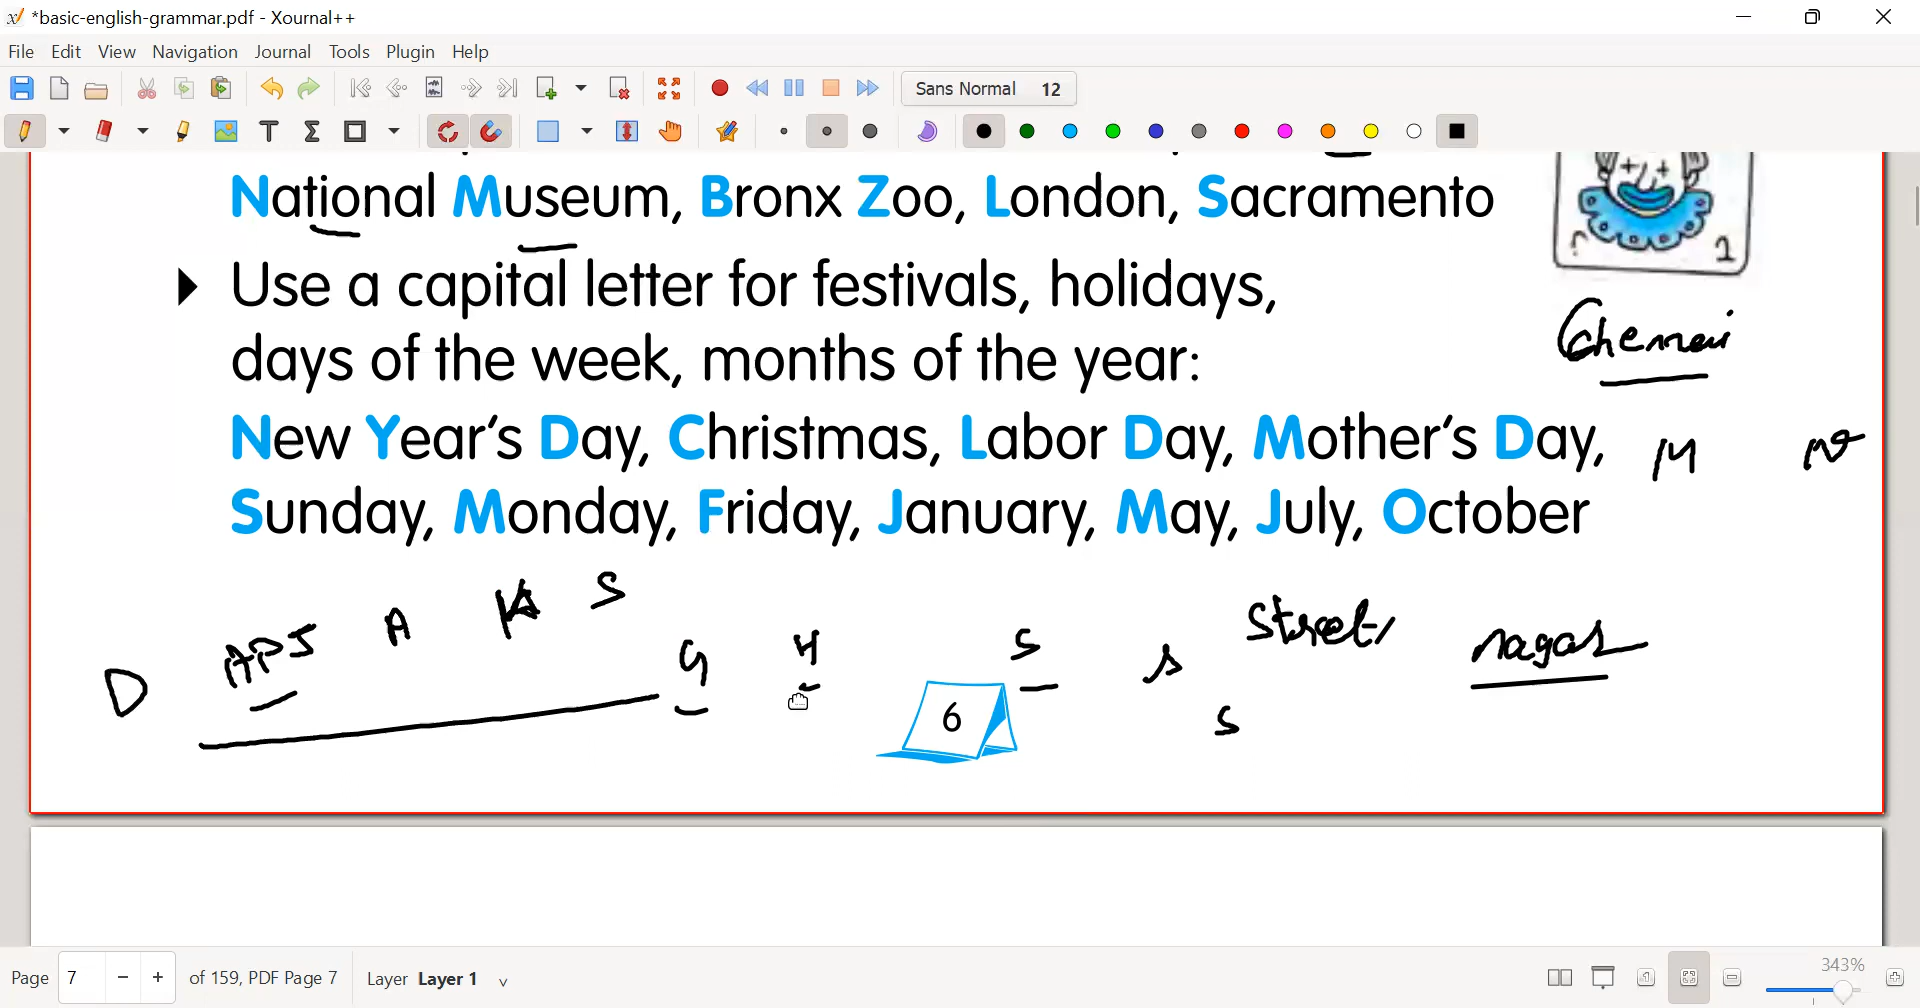 *basic-english-grammar.pdf - Xournal++
File Edit View Navigation Journal Tools Plugin Help
Sans Normal 12
National Museum, Bronx Zoo, London, Sacramento
Use a capital letter for festivals, holidays,
days of the week, months of the year:
Chennai
New Year's Day, Christmas, Labor Day, Mother's Day,
M
Sunday, Monday, Friday, January, May, July, October
D APJ A K S G H S s Street, nagar
S
6
Page 7 of 159, PDF Page 7 Layer Layer 1 343%